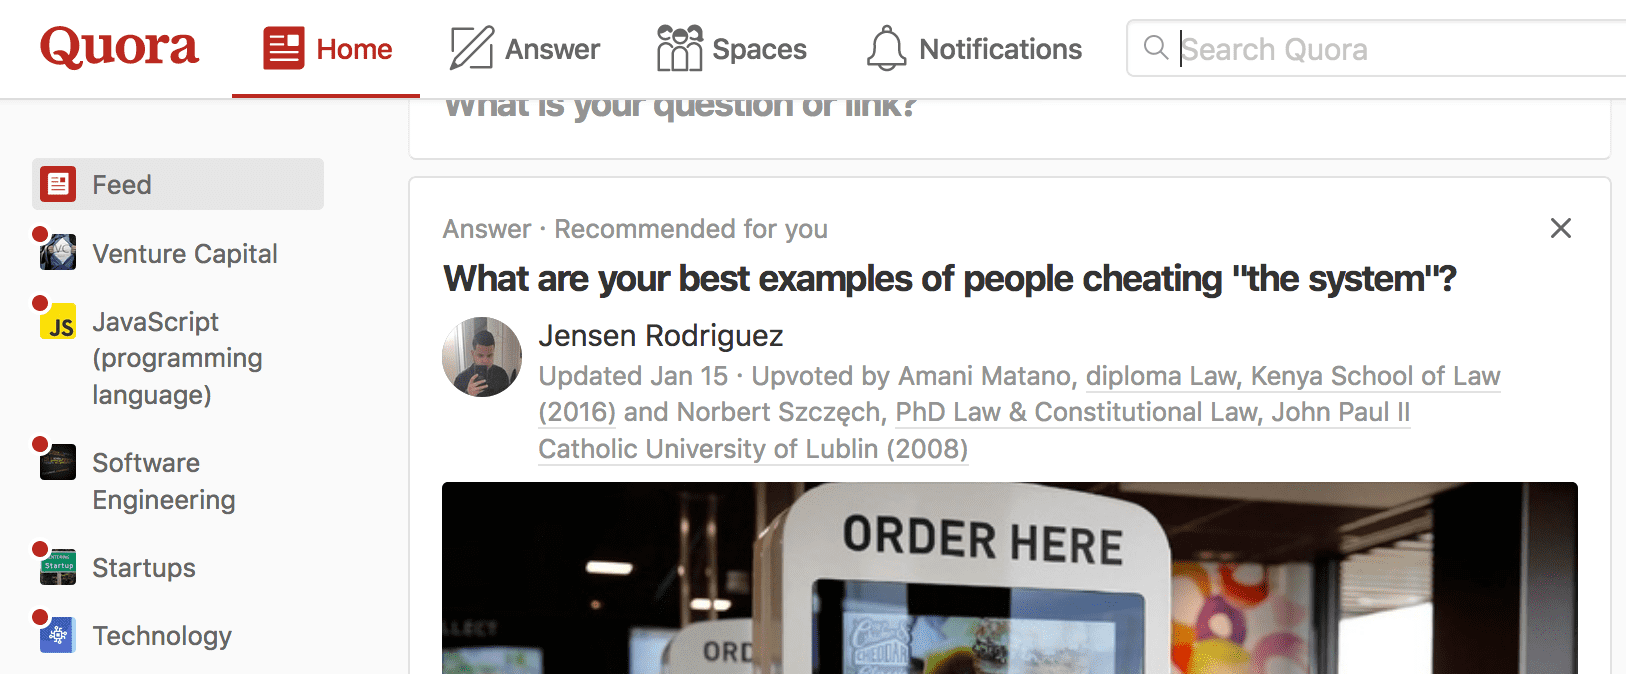 Quora
Home
Answer
Spaces
Notifications
Search Quora
What is your question or link?
Feed
Venture Capital
JS
JavaScript
(programming
language)
Software
Engineering
Startup
Startups
Technology
Answer · Recommended for you
What are your best examples of people cheating "the system"?
Jensen Rodriguez
Updated Jan 15 · Upvoted by Amani Matano, diploma Law, Kenya School of Law
(2016) and Norbert Szczęch, PhD Law & Constitutional Law, John Paul II
Catholic University of Lublin (2008)
ORDER HERE
CHEDDAR